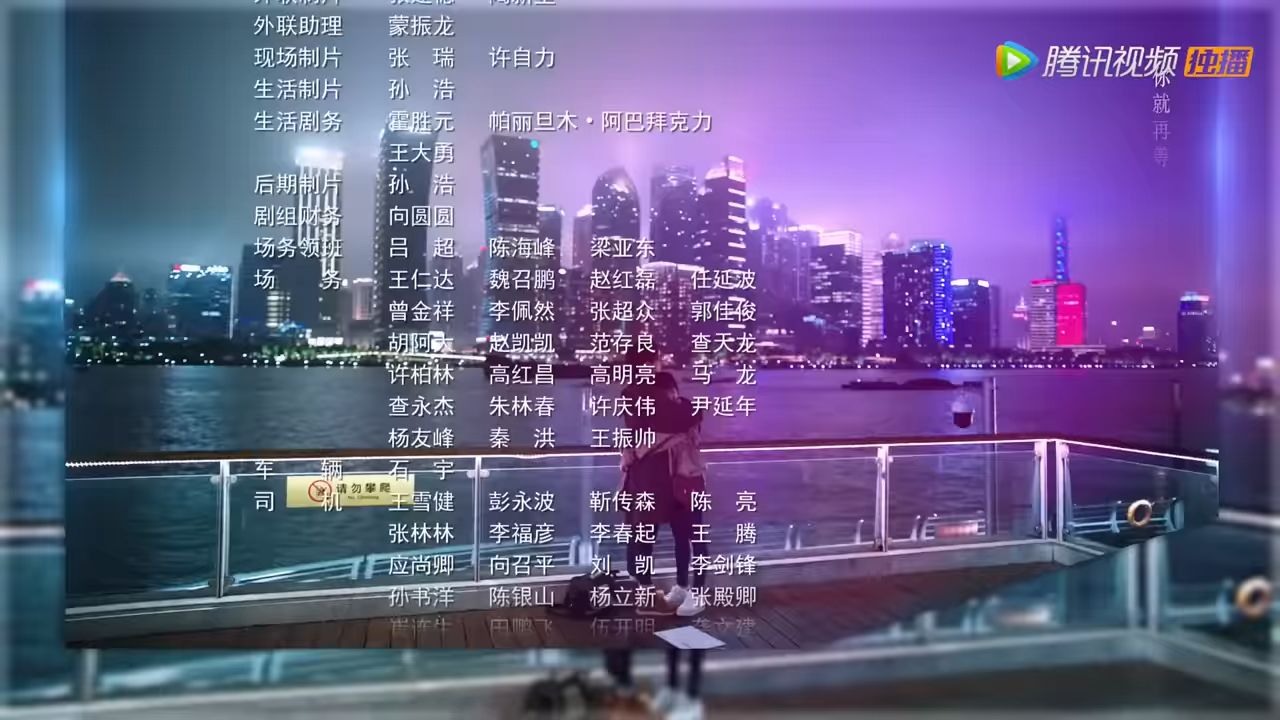 外联助理 蒙振龙
现场制片 张 瑞 许自力
生活制片 孙 浩
生活剧务 霍胜元 帕丽旦木·阿巴拜克力
王大勇
后期制片 孙 浩
剧组财务 向圆圆
场务领班 吕 超 陈海峰 梁亚东
场 务 王仁达 魏召鹏 赵红磊 任延波
曾金祥 李佩然 张超众 郭佳俊
胡阿天 赵凯凯 范存良 查天龙
许柏林 高红昌 高明亮 马 龙
查永杰 朱林春 许庆伟 尹延年
杨友峰 秦 洪 王振帅
车 辆 石 宇
司 机 王雪健 彭永波 靳传森 陈 亮
张林林 李福彦 李春起 王 腾
应尚卿 向召平 刘 凯 李剑锋
孙书洋 陈银山 杨立新 张殿卿
田鹏飞 伍开明
腾讯视频 独播
你就再等
请勿攀爬
No Climbing